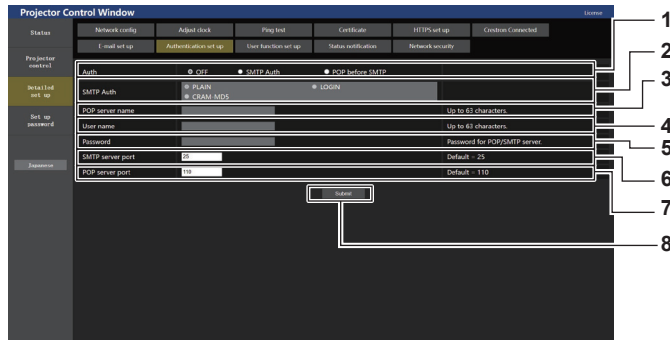 Projector Control Window
License
Status
Projector
control
Detailed
set up
Set up
password
Japanese
Network config
Adjust clock
Ping test
Certificate
HTTPS set up
Crestron Connected
E-mail set up
Authentication set up
User function set up
Status notification
Network security
Auth OFF SMTP Auth POP before SMTP
SMTP Auth PLAIN LOGIN
CRAM-MD5
POP server name Up to 63 characters.
User name Up to 63 characters.
Password Password for POP/SMTP server.
SMTP server port 25 Default = 25
POP server port 110 Default = 110
Submit
1
2
3
4
5
6
7
8